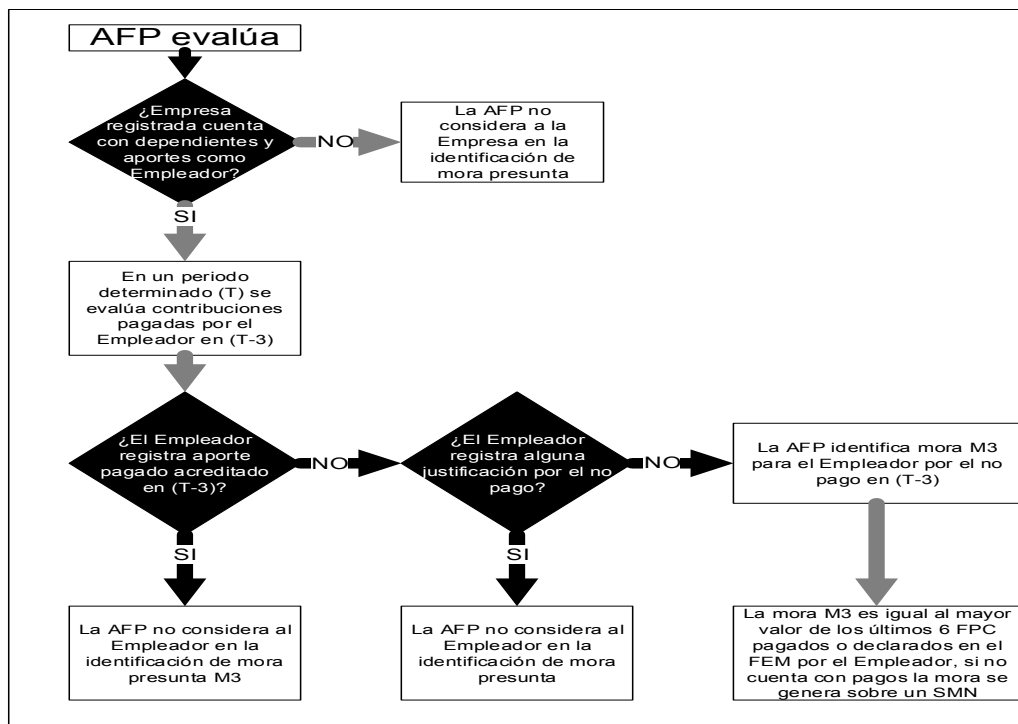 AFP evalúa
¿Empresa
registrada cuenta
con dependientes y
aportes como
Empleador?
NO
La AFP no
considera a la
Empresa en la
identificación de
mora presunta
SI
En un periodo
determinado (T) se
evalúa contribuciones
pagadas por el
Empleador en (T-3)
¿El Empleador
registra aporte
pagado acreditado
en (T-3)?
NO
¿El Empleador
registra alguna
justificación por el no
pago?
NO
La AFP identifica mora M3
para el Empleador por el no
pago en (T-3)
SI
SI
La AFP no considera al
Empleador en la
identificación de mora
presunta M3
La AFP no considera al
Empleador en la
identificación de mora
presunta
La mora M3 es igual al mayor
valor de los últimos 6 FPC
pagados o declarados en el
FEM por el Empleador, si no
cuenta con pagos la mora se
genera sobre un SMN